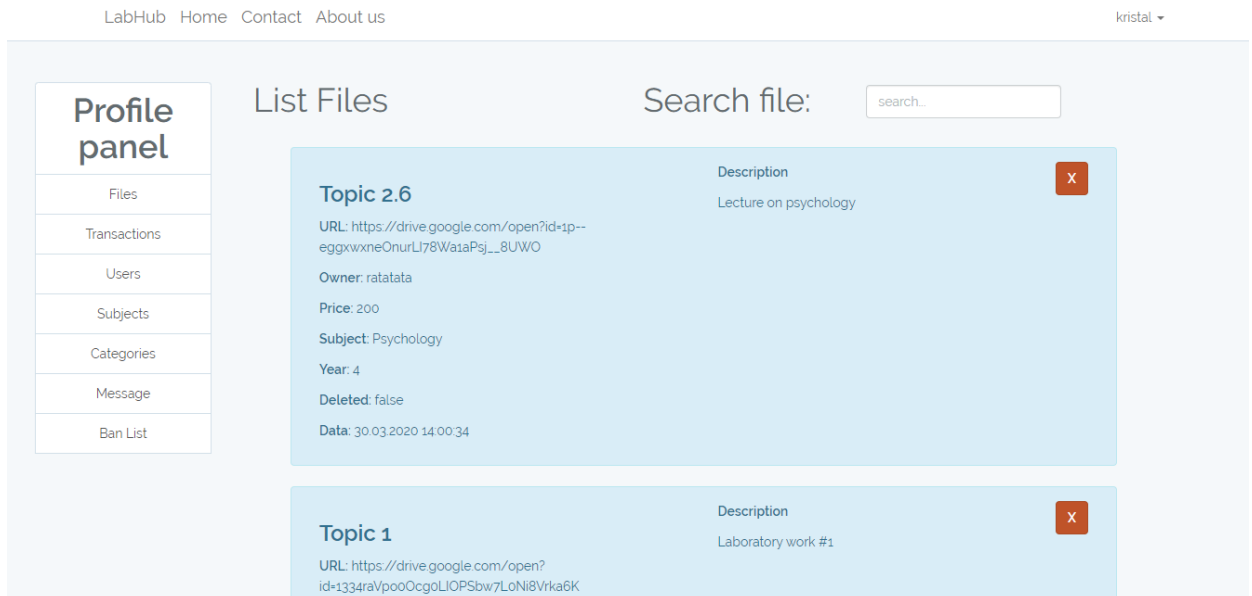 LabHub Home Contact About us
kristal
Profile
panel
Files
Transactions
Users
Subjects
Categories
Message
Ban List
List Files
Search file:
search...
Topic 2.6
URL: https://drive.google.com/open?id=1p--
eggxwxneOnurLI78Wa1aPsj__8UWO
Owner: ratatata
Price: 200
Subject: Psychology
Year: 4
Deleted: false
Data: 30.03.2020 14:00:34
Description
Lecture on psychology
X
Topic 1
URL: https://drive.google.com/open?
id=1334raVpo0Ocg0LIOPSbw7L0Ni8Vrka6K
Description
Laboratory work #1
X